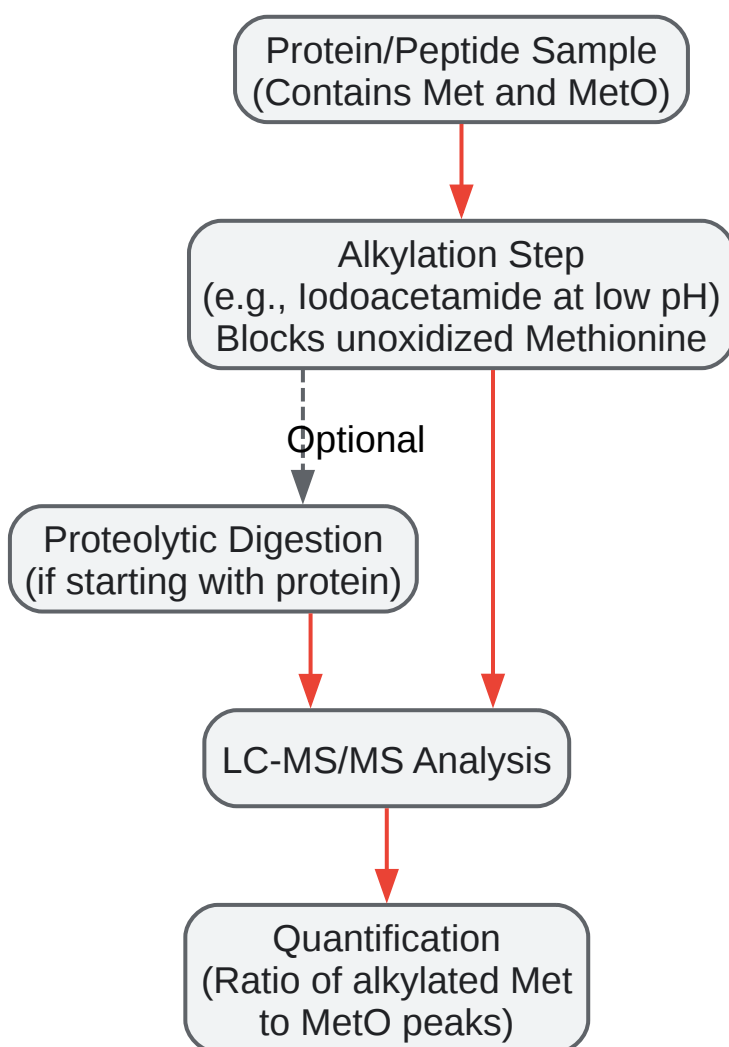 Protein/Peptide Sample
(Contains Met and MetO)
Alkylation Step
(e.g., Iodoacetamide at low pH)
Blocks unoxidized Methionine
Optional
Proteolytic Digestion
(if starting with protein)
LC-MS/MS Analysis
Quantification
(Ratio of alkylated Met
to MetO peaks)